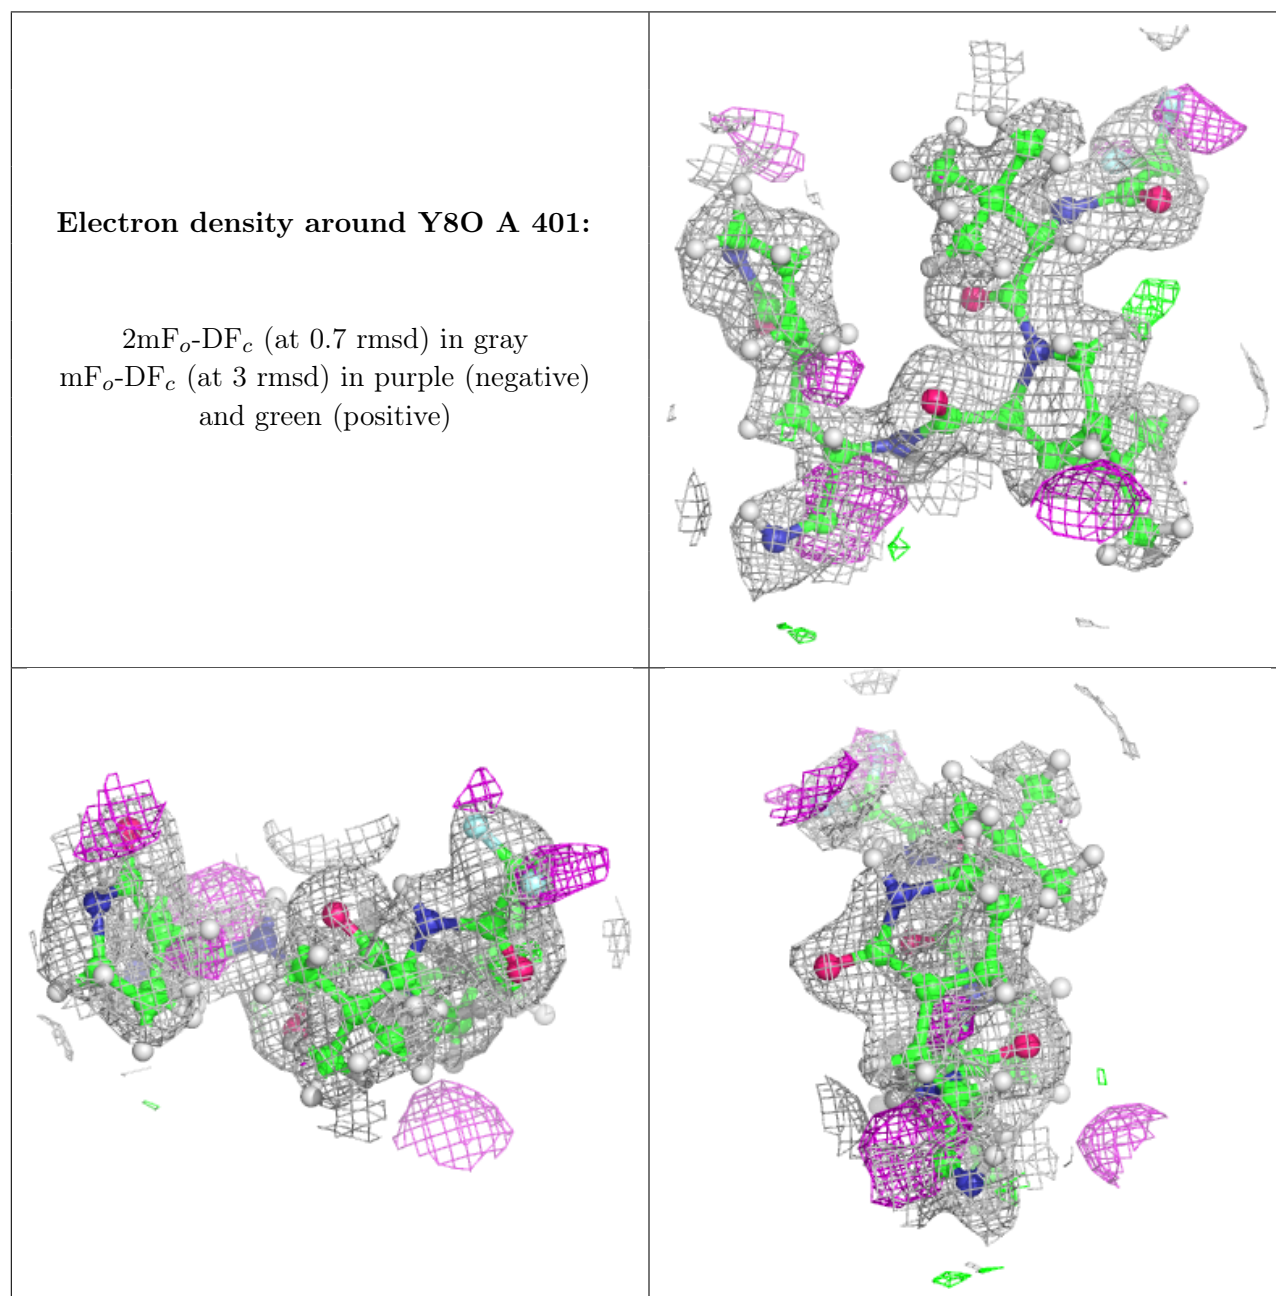 Electron density around Y8O A 401:
2mFo-DFc (at 0.7 rmsd) in gray
mFo-DFc (at 3 rmsd) in purple (negative)
and green (positive)